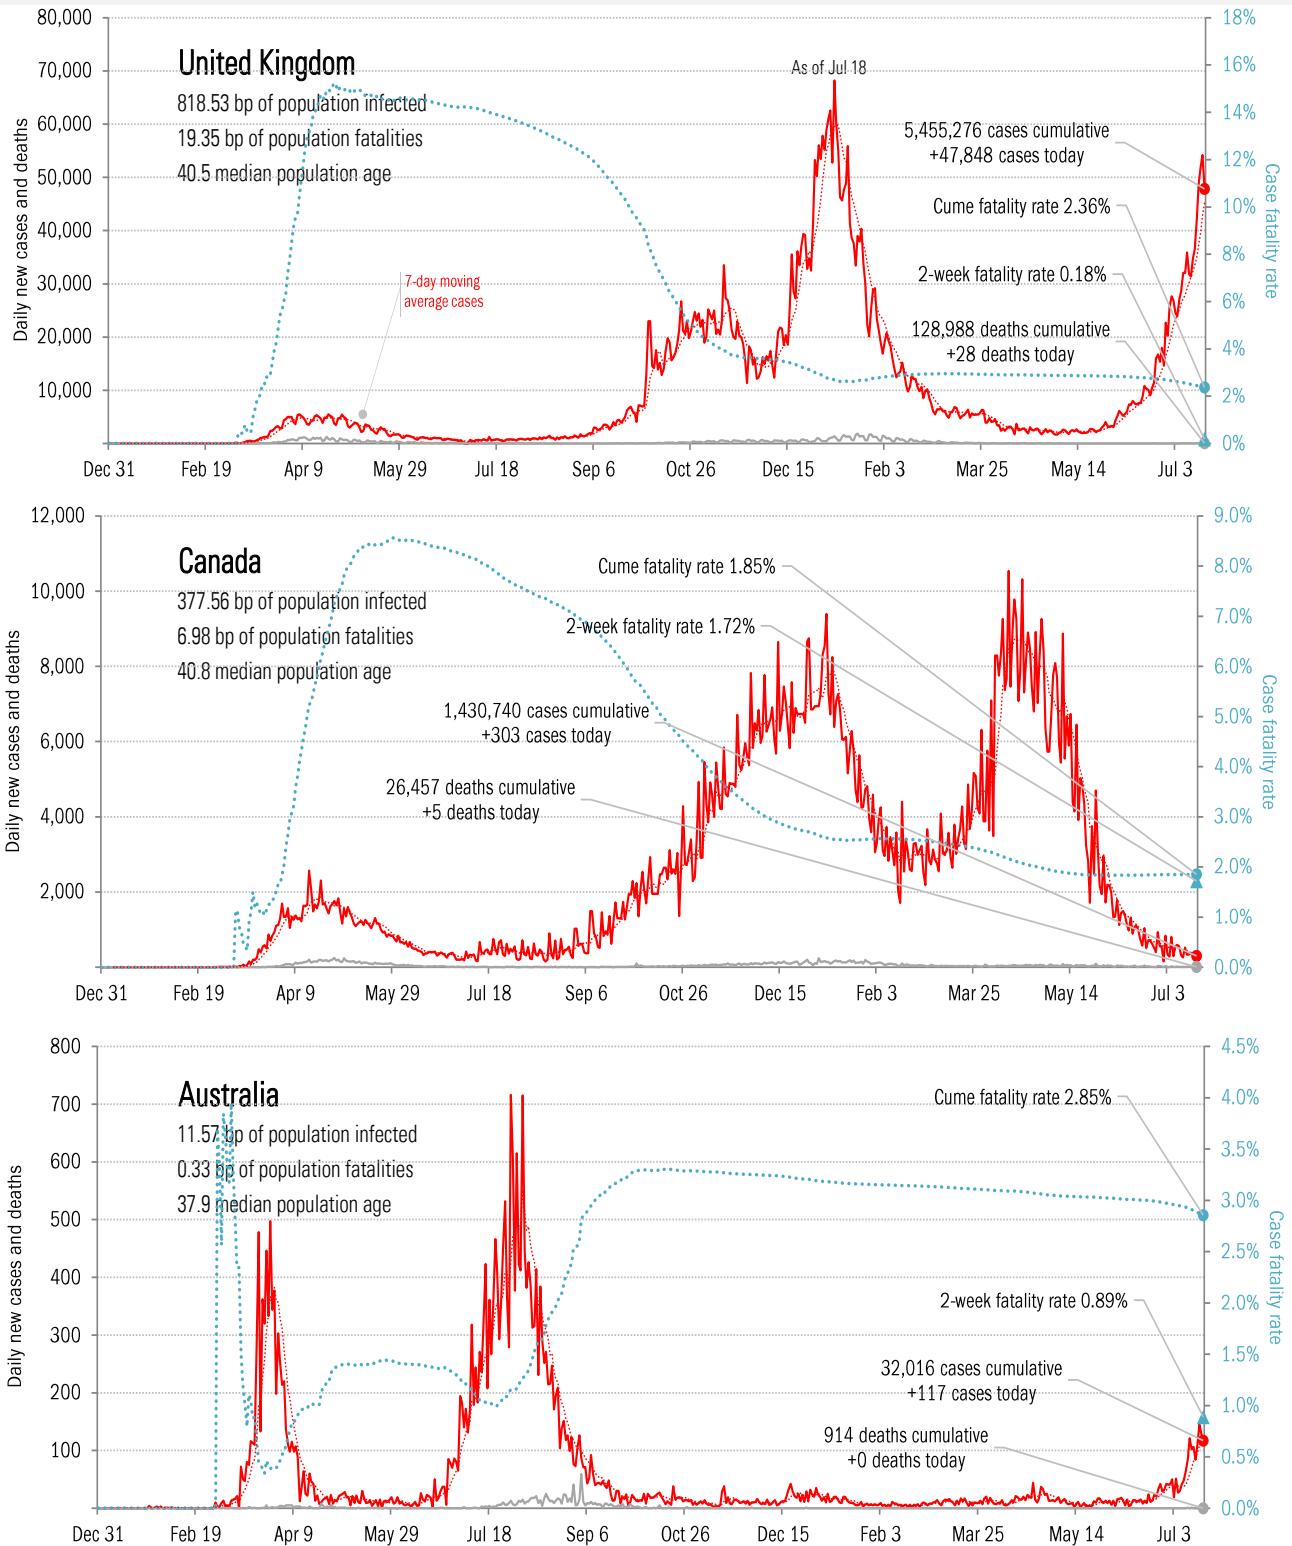 80,000
70,000
60,000
50,000
40,000
30,000
20,000
10,000
Daily new cases and deaths
United Kingdom
818.53 bp of population infected
19.35 bp of population fatalities
40.5 median population age
7-day moving
average cases
As of Jul 18
5,455,276 cases cumulative
+47,848 cases today
Cume fatality rate 2.36%
2-week fatality rate 0.18%
128,988 deaths cumulative
+28 deaths today
18%
16%
14%
12%
10%
8%
6%
4%
2%
0%
Case fatality rate
Dec 31 Feb 19 Apr 9 May 29 Jul 18 Sep 6 Oct 26 Dec 15 Feb 3 Mar 25 May 14 Jul 3
12,000
10,000
8,000
6,000
4,000
2,000
Daily new cases and deaths
Canada
377.56 bp of population infected
6.98 bp of population fatalities
40.8 median population age
Cume fatality rate 1.85%
2-week fatality rate 1.72%
1,430,740 cases cumulative
+303 cases today
26,457 deaths cumulative
+5 deaths today
9.0%
8.0%
7.0%
6.0%
5.0%
4.0%
3.0%
2.0%
1.0%
0.0%
Case fatality rate
Dec 31 Feb 19 Apr 9 May 29 Jul 18 Sep 6 Oct 26 Dec 15 Feb 3 Mar 25 May 14 Jul 3
800
700
600
500
400
300
200
100
Daily new cases and deaths
Australia
11.57 bp of population infected
0.33 bp of population fatalities
37.9 median population age
Cume fatality rate 2.85%
2-week fatality rate 0.89%
32,016 cases cumulative
+117 cases today
914 deaths cumulative
+0 deaths today
4.5%
4.0%
3.5%
3.0%
2.5%
2.0%
1.5%
1.0%
0.5%
0.0%
Case fatality rate
Dec 31 Feb 19 Apr 9 May 29 Jul 18 Sep 6 Oct 26 Dec 15 Feb 3 Mar 25 May 14 Jul 3